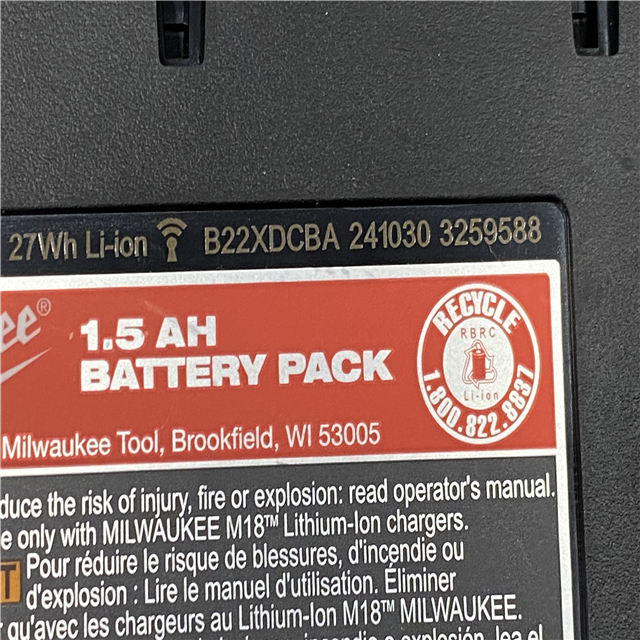 27Wh Li-ion B22XDCBA 241030 3259588
ee®
1.5 AH
BATTERY PACK
RECYCLE
RBRC
Li-ion
1.800.822.8837
Milwaukee Tool, Brookfield, WI 53005
duce the risk of injury, fire or explosion: read operator's manual.
e only with MILWAUKEE M18™ Lithium-Ion chargers.
T Pour réduire le risque de blessures, d'incendie ou
d'explosion : Lire le manuel d'utilisation. Éliminer
qu'avec les chargeurs au Lithium-Ion M18™ MILWAUKEE.